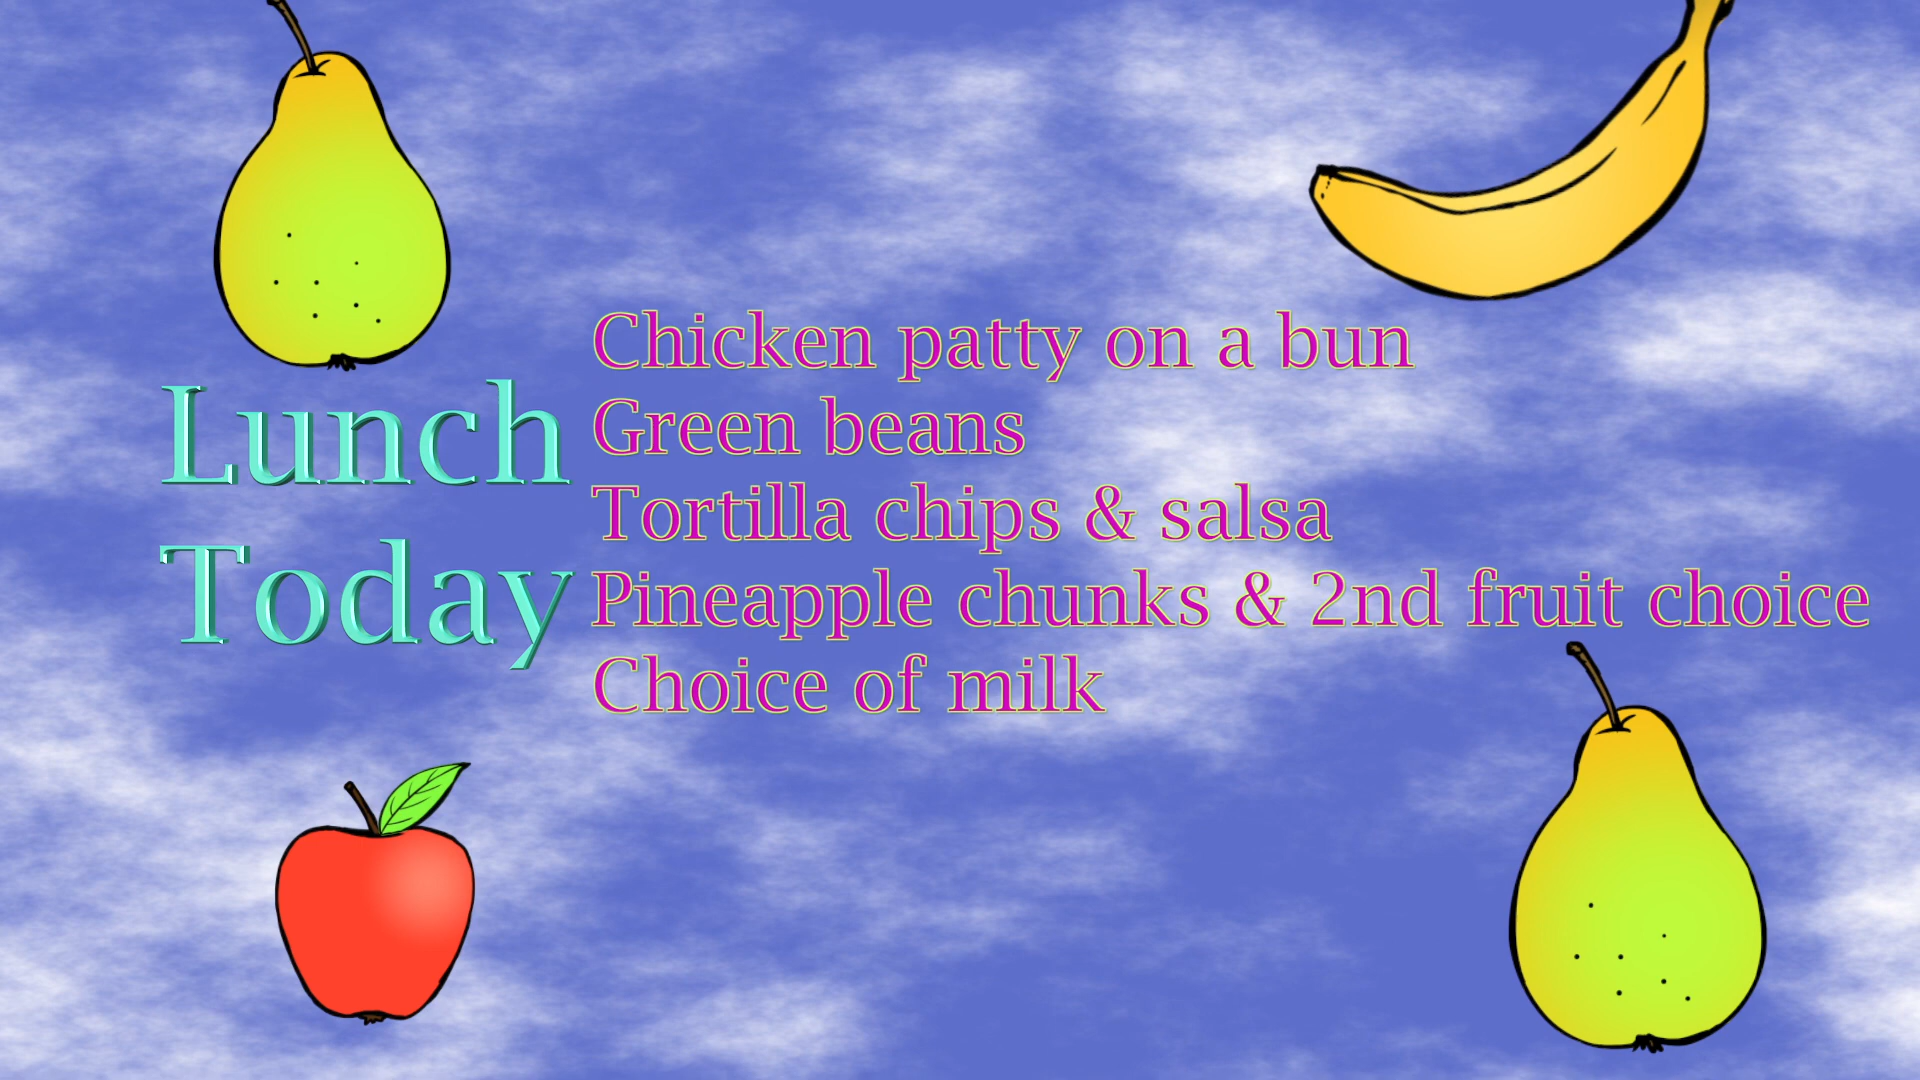 Lunch
Today
Chicken patty on a bun
Green beans
Tortilla chips & salsa
Pineapple chunks & 2nd fruit choice
Choice of milk